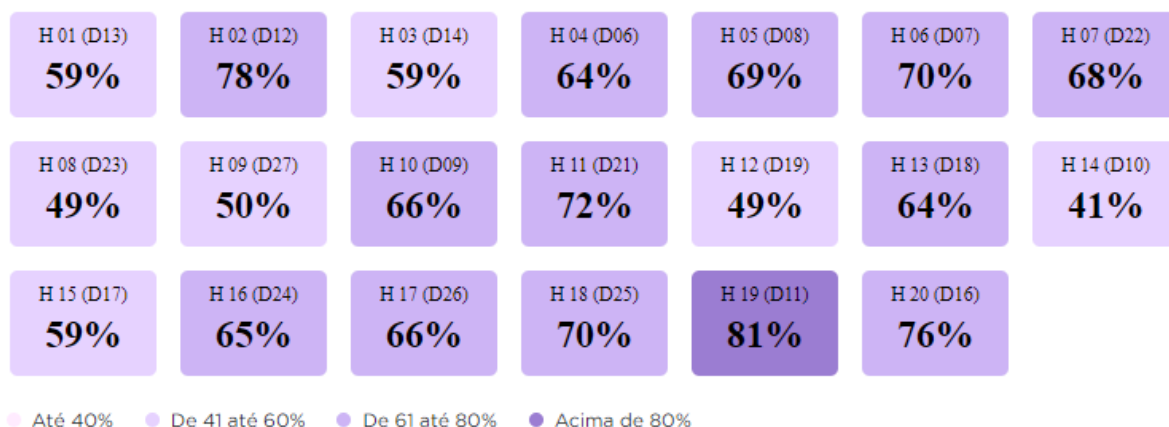 H 01 (D13) H 02 (D12) H 03 (D14) H 04 (D06) H 05 (D08) H 06 (D07) H 07 (D22)
59% 78% 59% 64% 69% 70% 68%
H 08 (D23) H 09 (D27) H 10 (D09) H 11 (D21) H 12 (D19) H 13 (D18) H 14 (D10)
49% 50% 66% 72% 49% 64% 41%
H 15 (D17) H 16 (D24) H 17 (D26) H 18 (D25) H 19 (D11) H 20 (D16)
59% 65% 66% 70% 81% 76%
Até 40% De 41 até 60% De 61 até 80% Acima de 80%